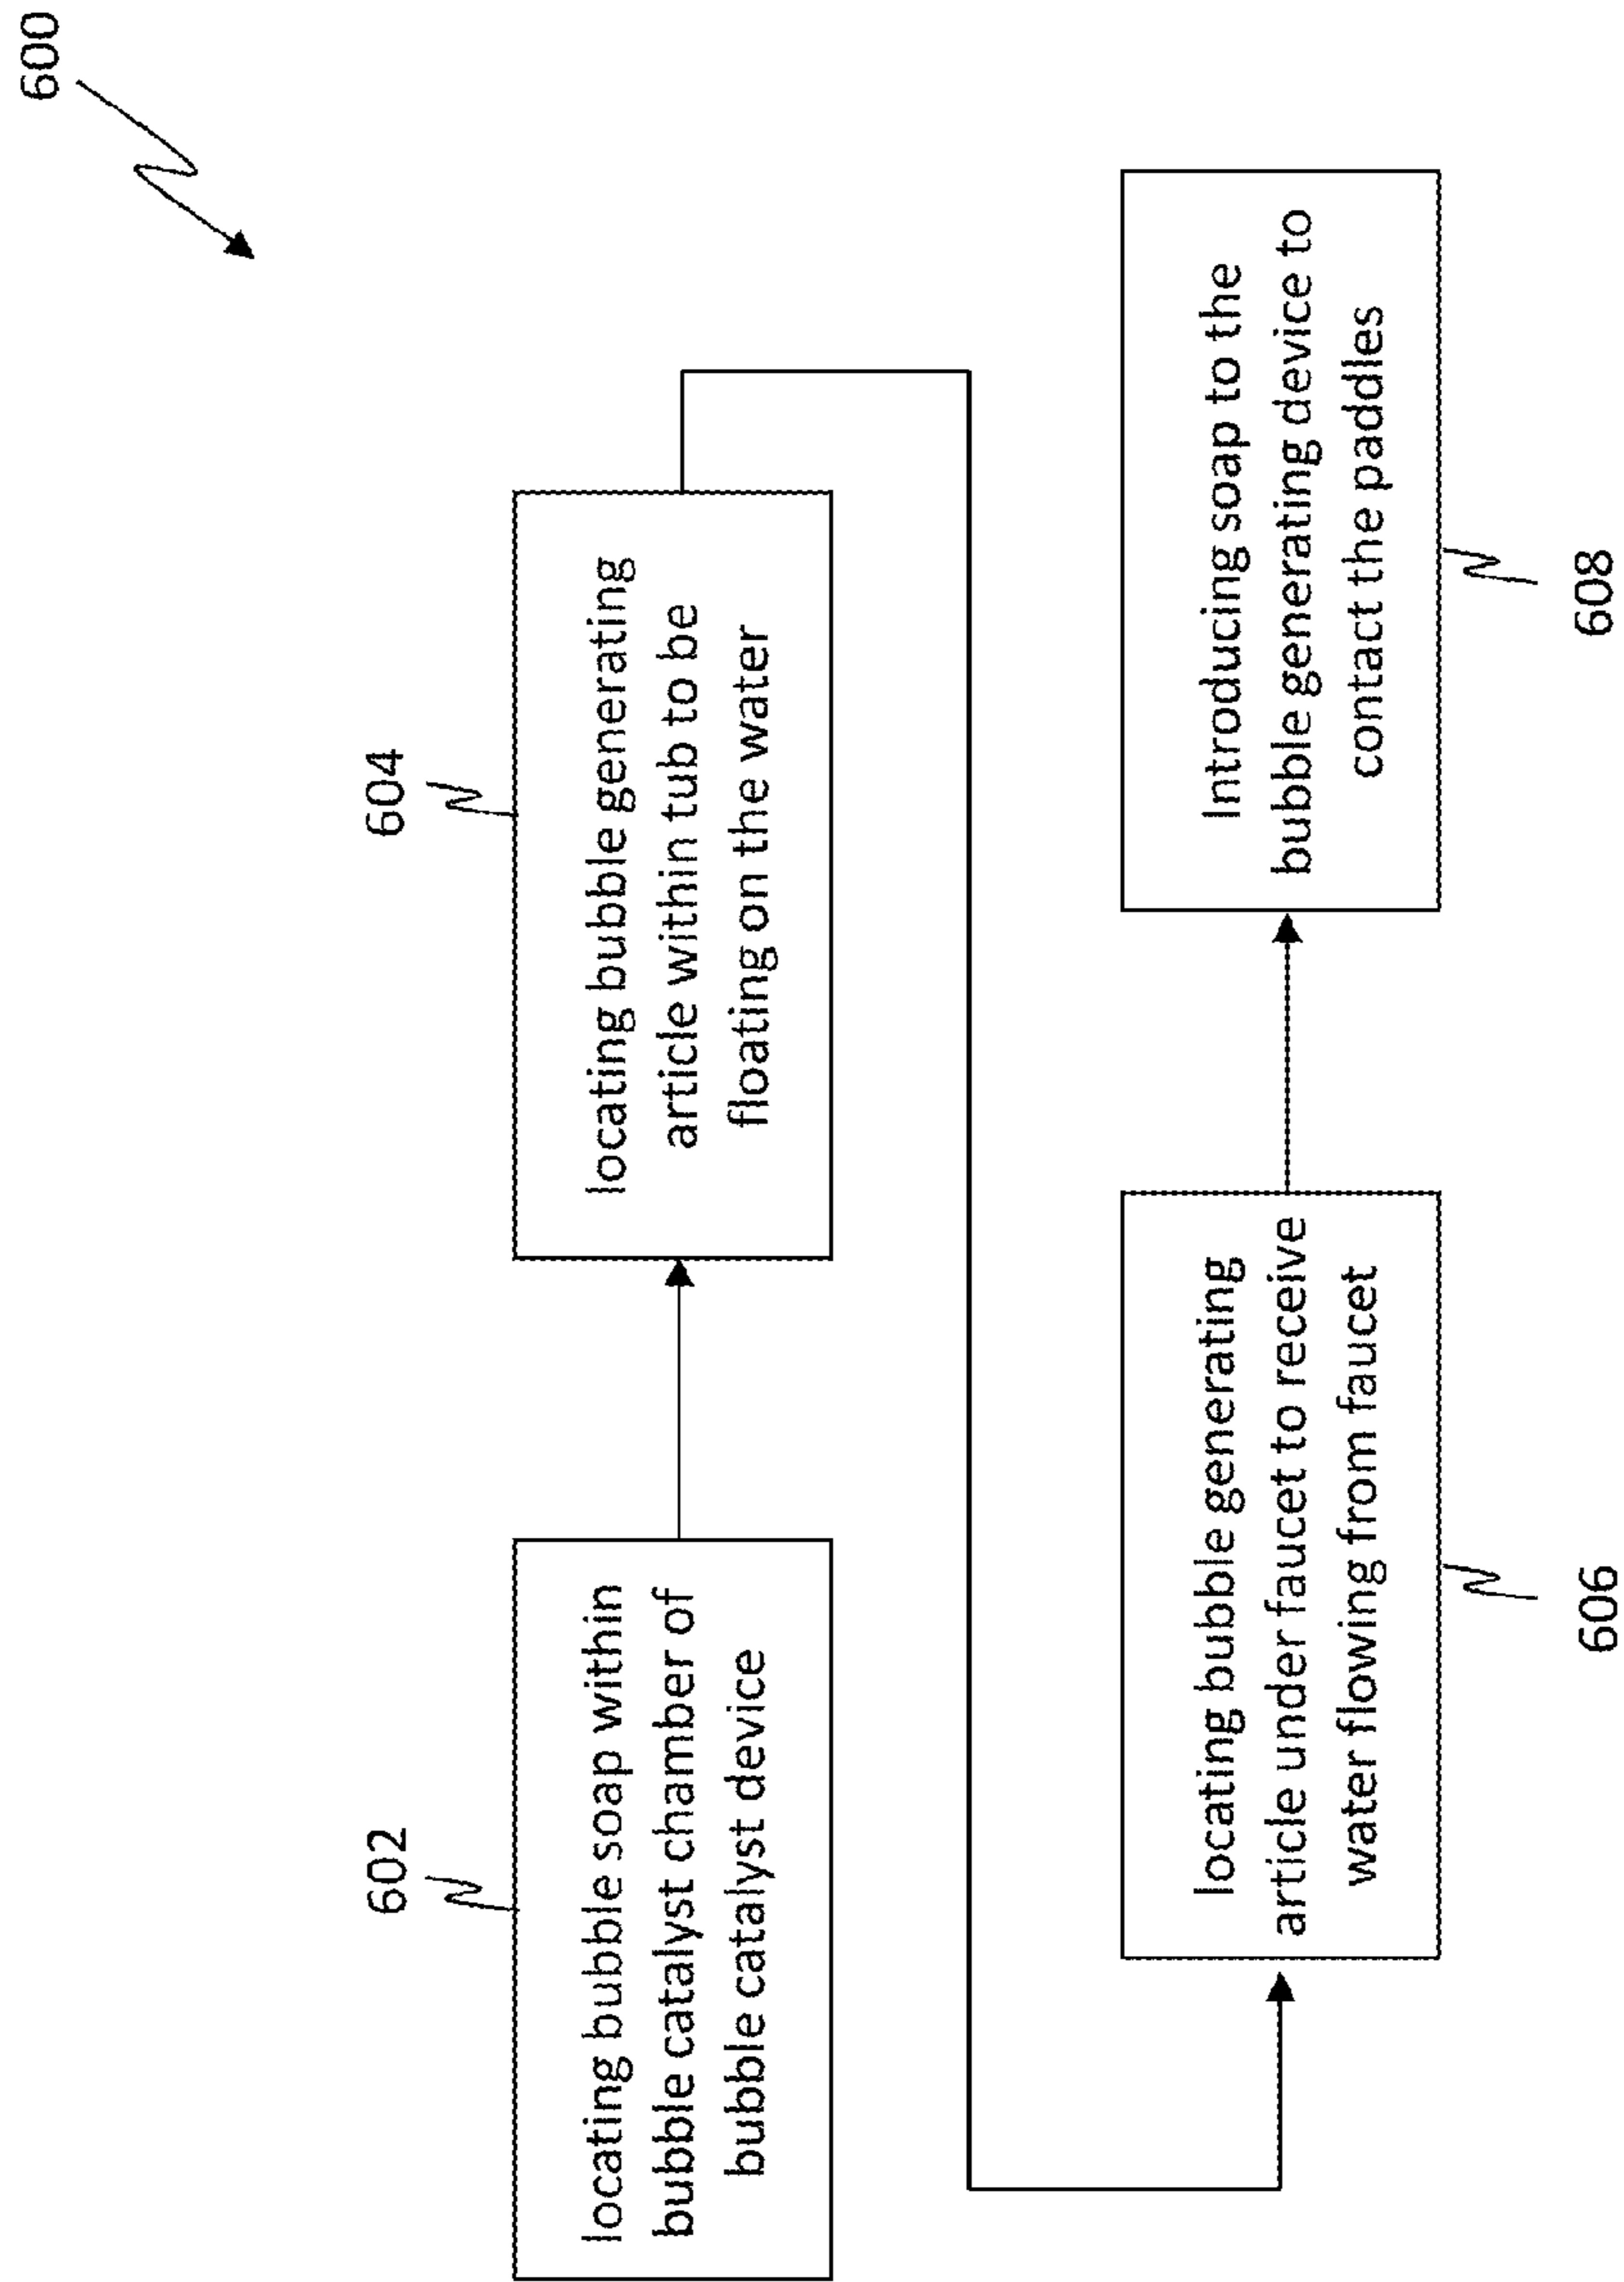 600
602
locating bubble soap within
bubble catalyst chamber of
bubble catalyst device
604
locating bubble generating
article within tub to be
floating on the water
locating bubble generating
article under faucet to receive
water flowing from faucet
606
Introducing soap to the
bubble generating device to
contact the paddles
608